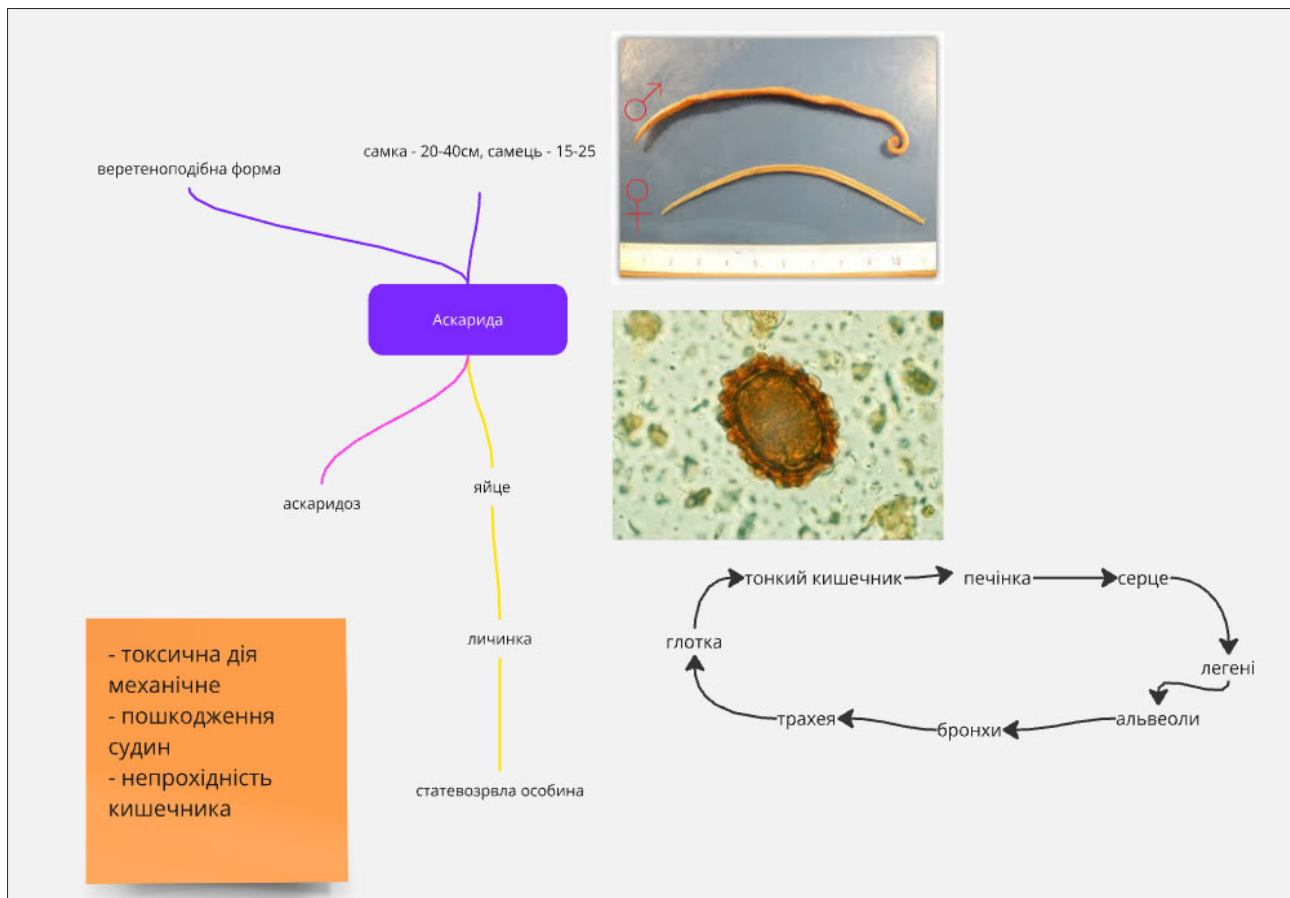 веретеноподібна форма
самка - 20-40см, самець - 15-25
Аскарида
аскаридоз
яйце
личинка
статевозрвла особина
- токсична дія
механічне
- пошкодження
судин
- непрохідність
кишечника
тонкий кишечник
печінка
серце
легені
альвеоли
бронхи
трахея
глотка